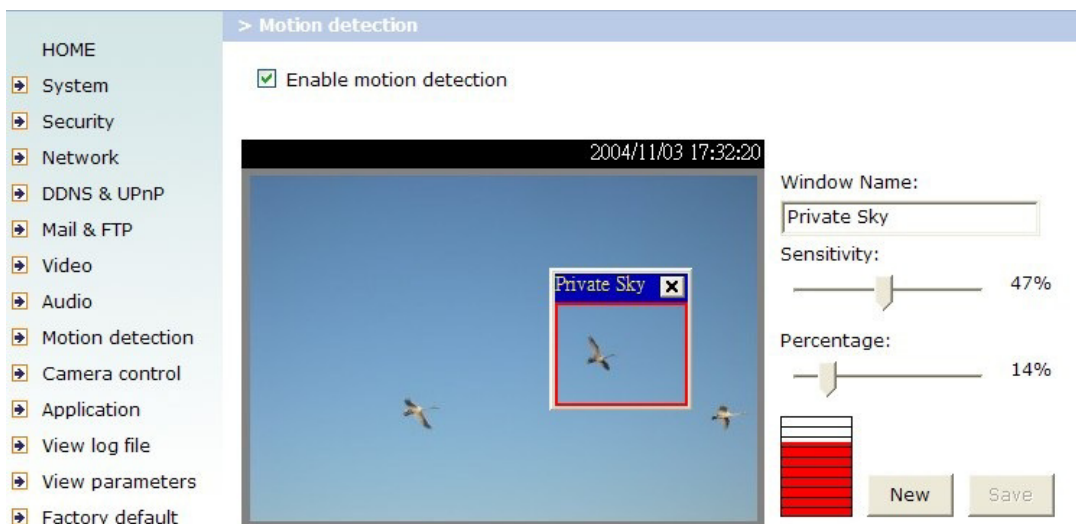 > Motion detection
HOME
System
Security
Network
DDNS & UPnP
Mail & FTP
Video
Audio
Motion detection
Camera control
Application
View log file
View parameters
Factory default
Enable motion detection
2004/11/03 17:32:20
Private Sky
Window Name:
Private Sky
Sensitivity:
47%
Percentage:
14%
New
Save